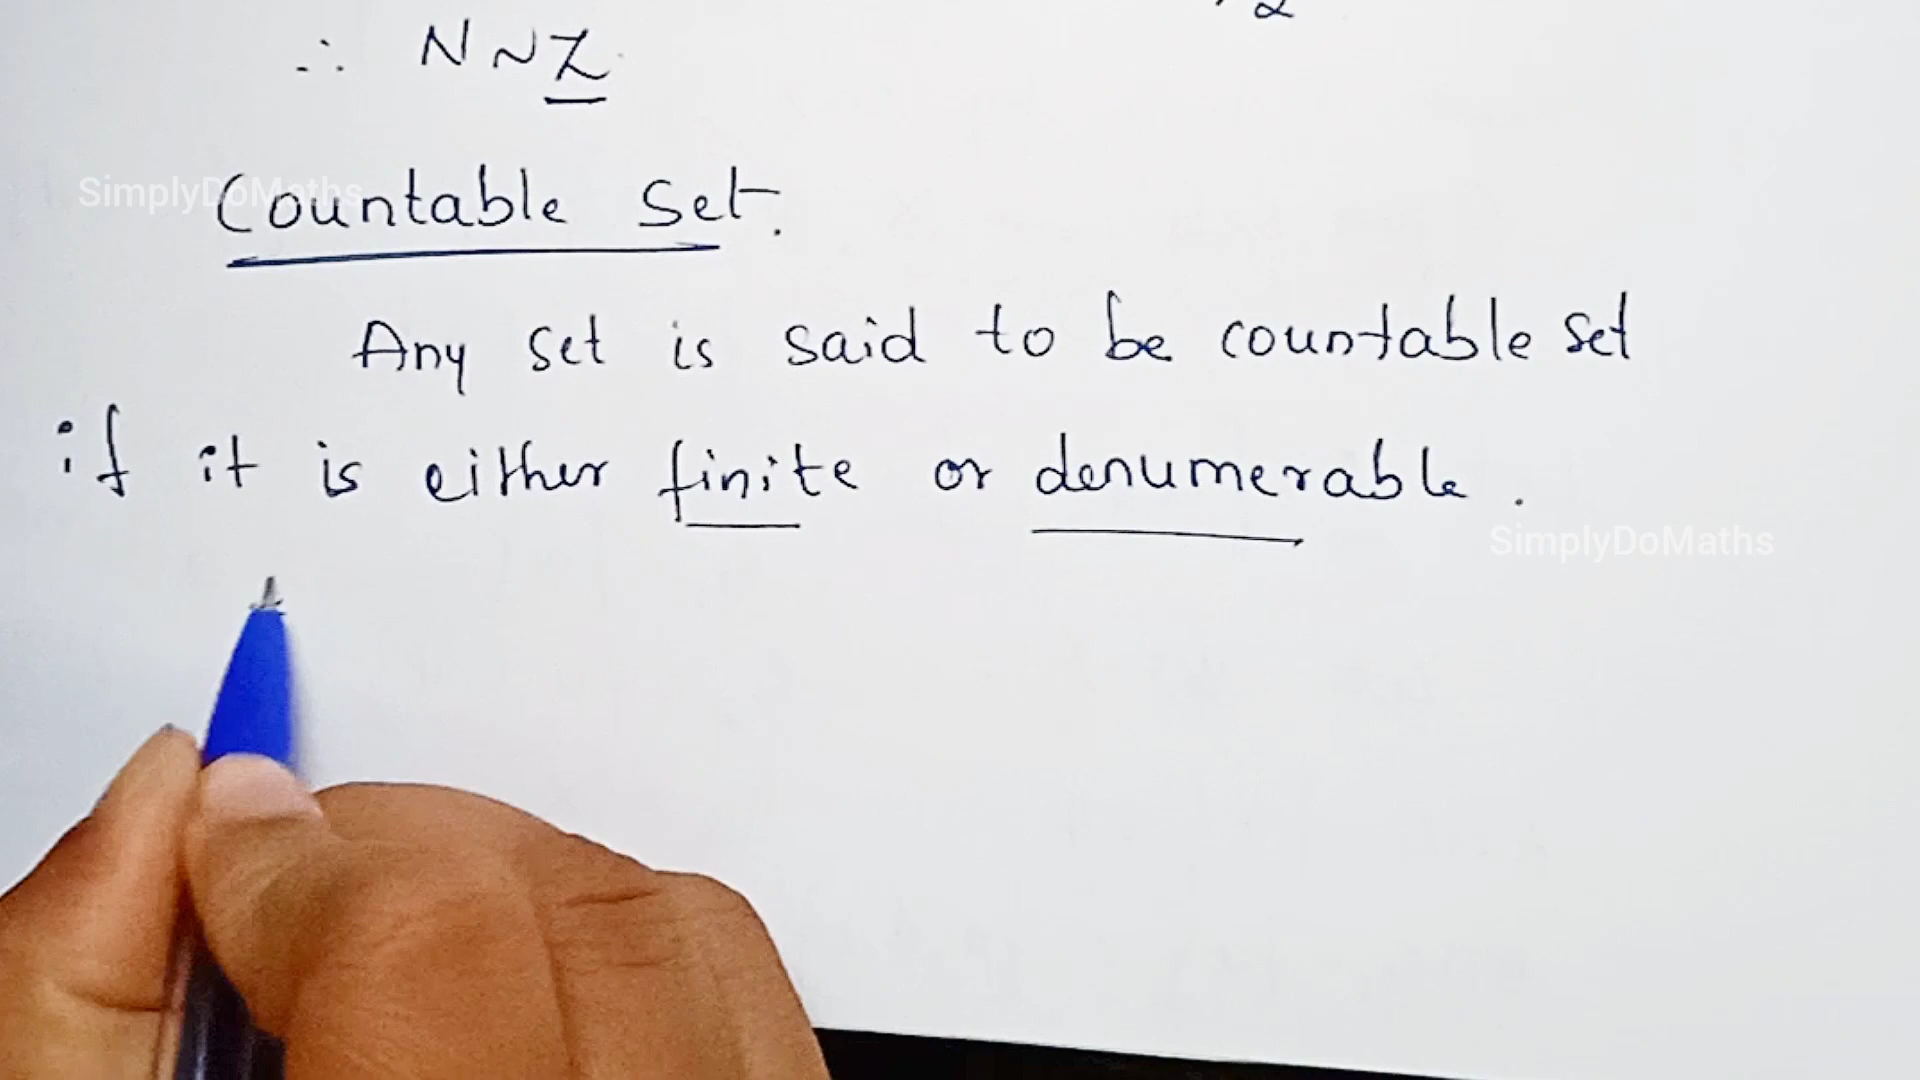 ∴ N ~ Z
Countable Set.
Any set is said to be countable set
if it is either finite or denumerable.
SimplyDoMaths
SimplyDoMaths